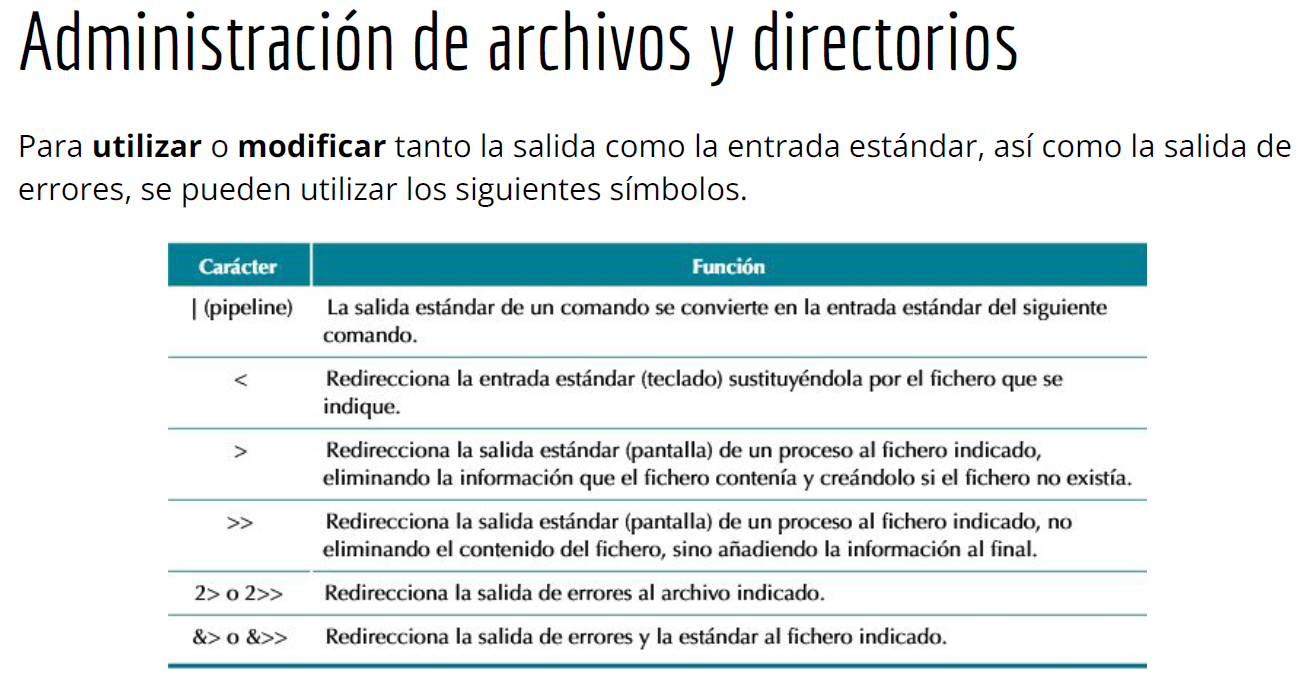 Administración de archivos y directorios
Para utilizar o modificar tanto la salida como la entrada estándar, así como la salida de
errores, se pueden utilizar los siguientes símbolos.
Carácter Función
| (pipeline) La salida estándar de un comando se convierte en la entrada estándar del siguiente
comando.
< Redirecciona la entrada estándar (teclado) sustituyéndola por el fichero que se
indique.
> Redirecciona la salida estándar (pantalla) de un proceso al fichero indicado,
eliminando la información que el fichero contenía y creándolo si el fichero no existía.
>> Redirecciona la salida estándar (pantalla) de un proceso al fichero indicado, no
eliminando el contenido del fichero, sino añadiendo la información al final.
2> o 2>> Redirecciona la salida de errores al archivo indicado.
&> o &>> Redirecciona la salida de errores y la estándar al fichero indicado.